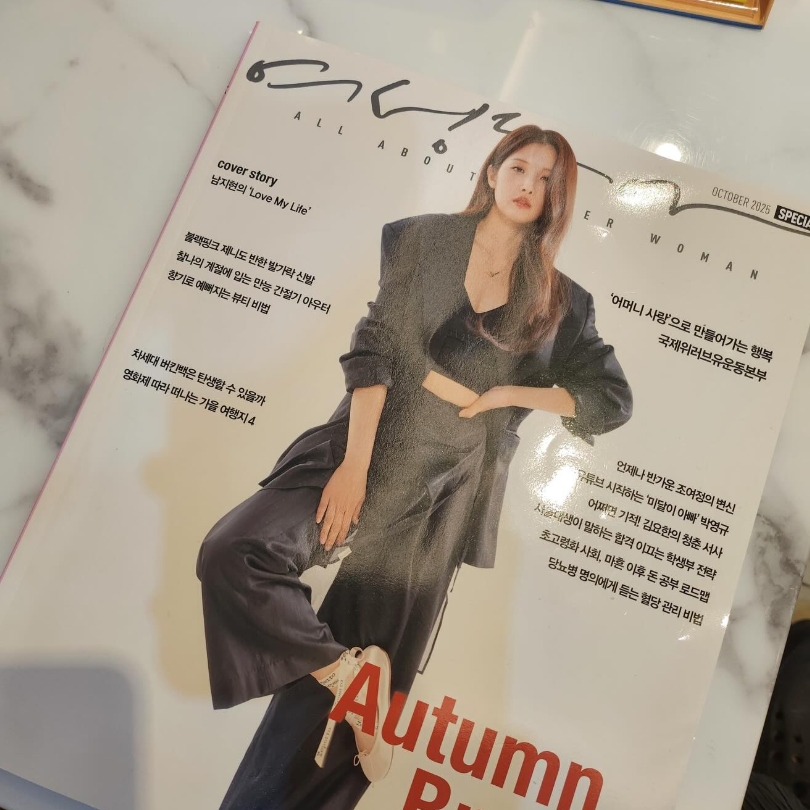 ALL ABOUT
ER WOMAN
OCTOBER 2025
cover story
남지현의 'Love My Life'
블랙핑크 제니도 반한 발가락 신발
찰나의 계절에 입는 만능 간절기 아우터
향기로 예뻐지는 뷰티 비법
차세대 버킨백은 탄생할 수 있을까
영화제 따라 떠나는 가을 여행지 4
'어머니 사랑'으로 만들어가는 행복
국제위러브유운동본부
언제나 반가운 조여정의 변신
시작하는 '미달이 아빠' 박영규
어쩌면 기적! 김요한의 청춘 서사
서울대생이 말하는 합격 이끄는 학생부 전략
초고령화 사회, 마흔 이후 돈 공부 로드맵
당뇨병 명의에게 듣는 혈당 관리 비법
Autumn